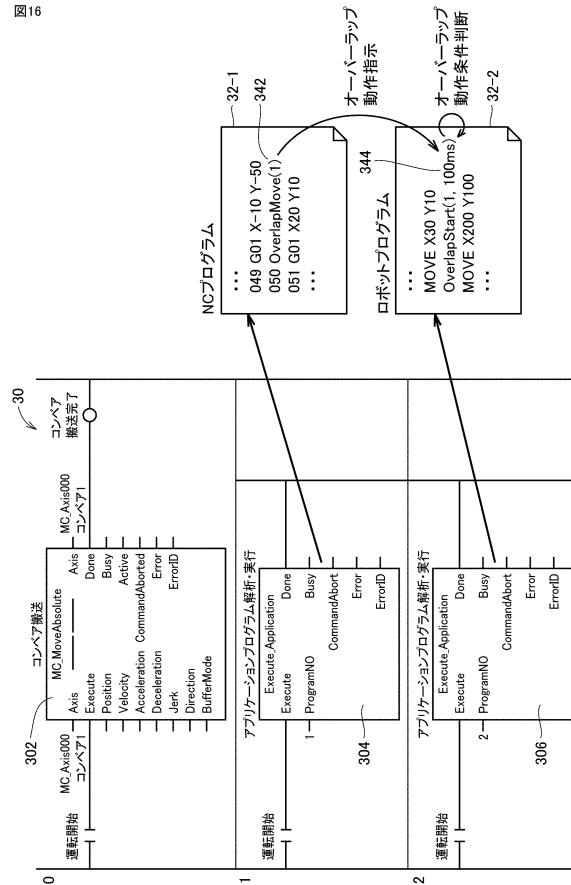 図16
30
0
運転開始
302
MC_Axis000
コンベア1
コンベア搬送
MC_MoveAbsolute
Axis
Execute
Position
Velocity
Acceleration
Deceleration
Jerk
Direction
BufferMode
Axis
Done
Busy
Active
CommandAborted
Error
ErrorID
MC_Axis000
コンベア1
コンベア
搬送完了
1
運転開始
アプリケーションプログラム解析・実行
Execute_Application
Execute
1
ProgramNO
Done
Busy
CommandAbort
Error
ErrorID
304
2
運転開始
アプリケーションプログラム解析・実行
Execute_Application
Execute
2
ProgramNO
Done
Busy
CommandAbort
Error
ErrorID
306
NCプログラム
32-1
342
・・・
049 G01 X-10 Y-50
050 OverlapMove(1)
051 G01 X20 Y10
・・・
オーバーラップ
動作指示
ロボットプログラム
344
・・・
MOVE X30 Y10
OverlapStart(1, 100ms)
MOVE X200 Y100
・・・
オーバーラップ
動作条件判断
32-2